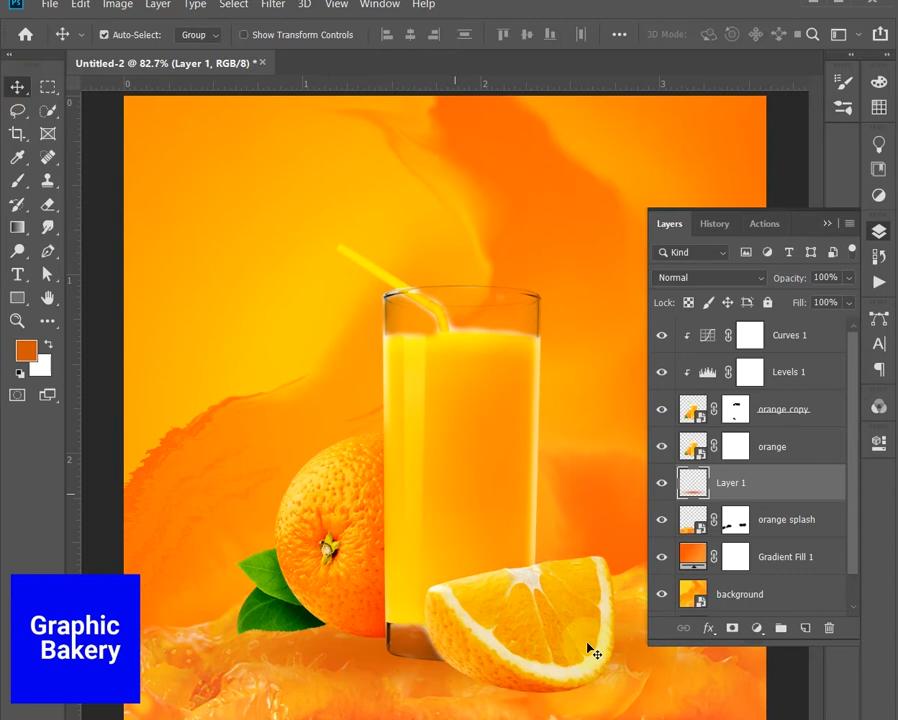 Ps File Edit Image Layer Type Select Filter 3D View Window Help
Auto-Select: Group Show Transform Controls 3D Mode:
Untitled-2 @ 82.7% (Layer 1, RGB/8) *
0 1 2 3
0
1
2
Layers History Actions
Kind
Normal Opacity: 100%
Lock: Fill: 100%
Curves 1
Levels 1
orange copy
orange
Layer 1
orange splash
Gradient Fill 1
background
fx
Graphic
Bakery